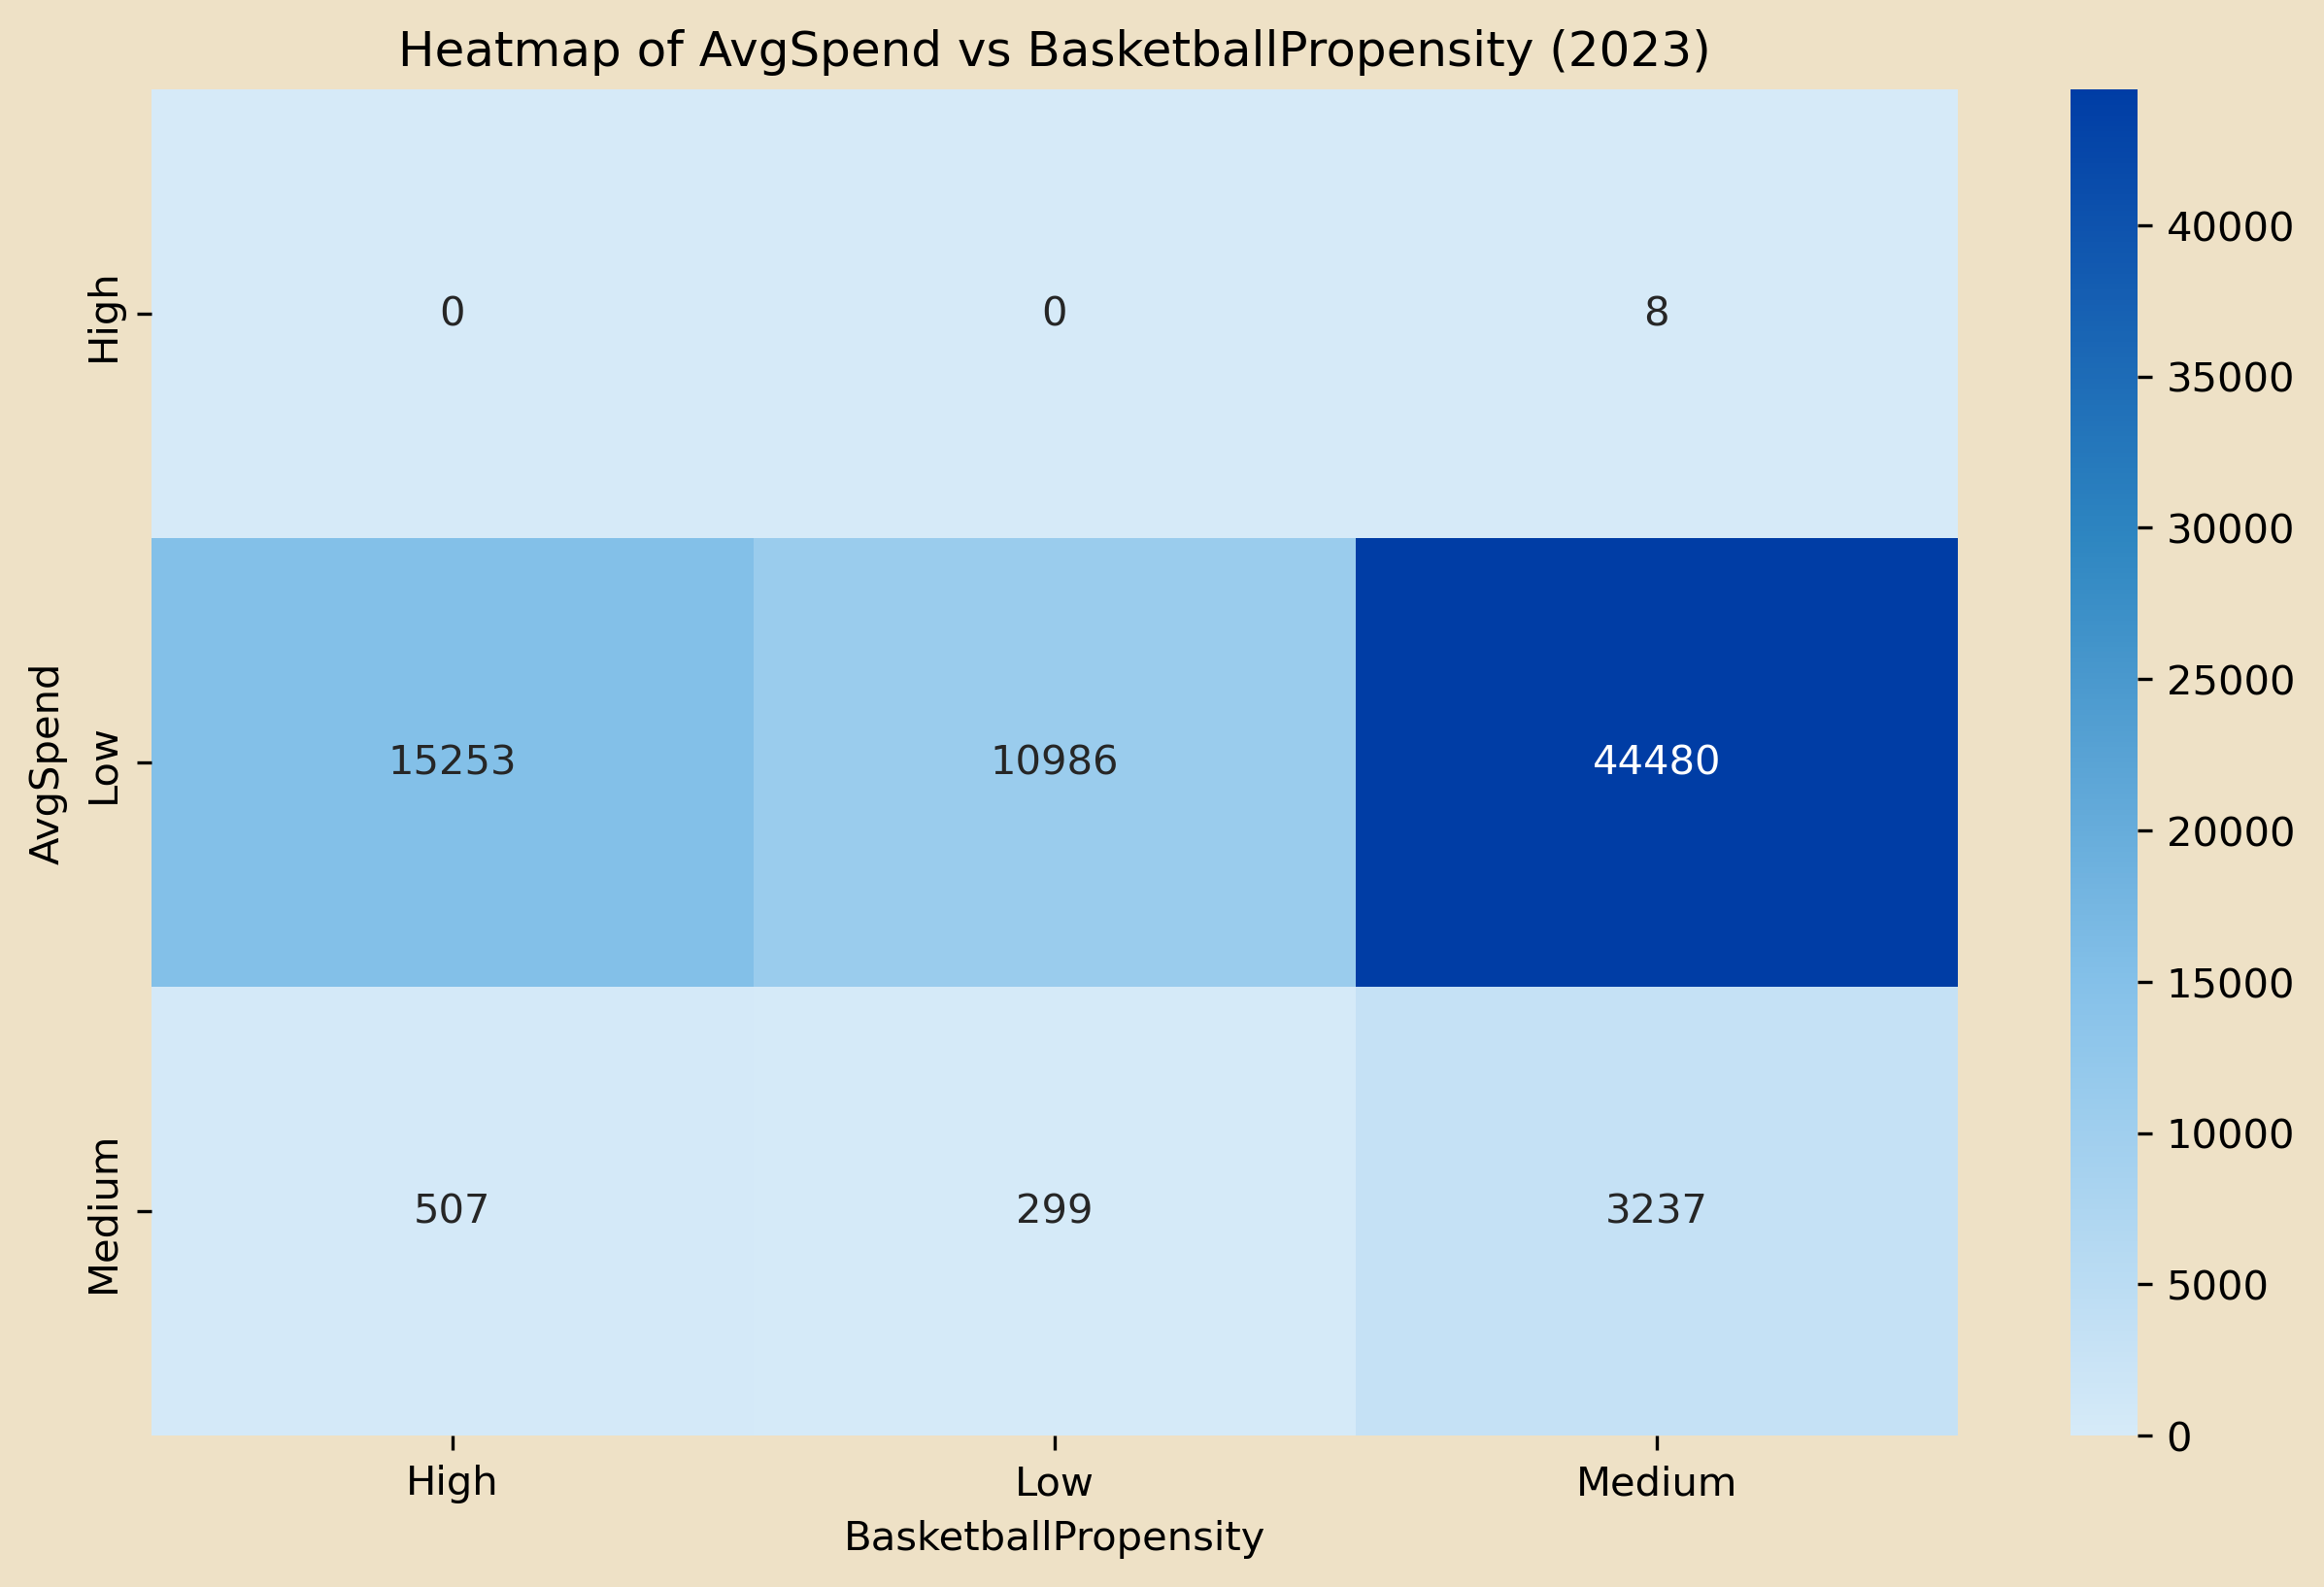 Heatmap of AvgSpend vs BasketballPropensity (2023)
AvgSpend
High
0
0
8
Low
15253
10986
44480
Medium
507
299
3237
High
Low
Medium
BasketballPropensity
40000
35000
30000
25000
20000
15000
10000
5000
0